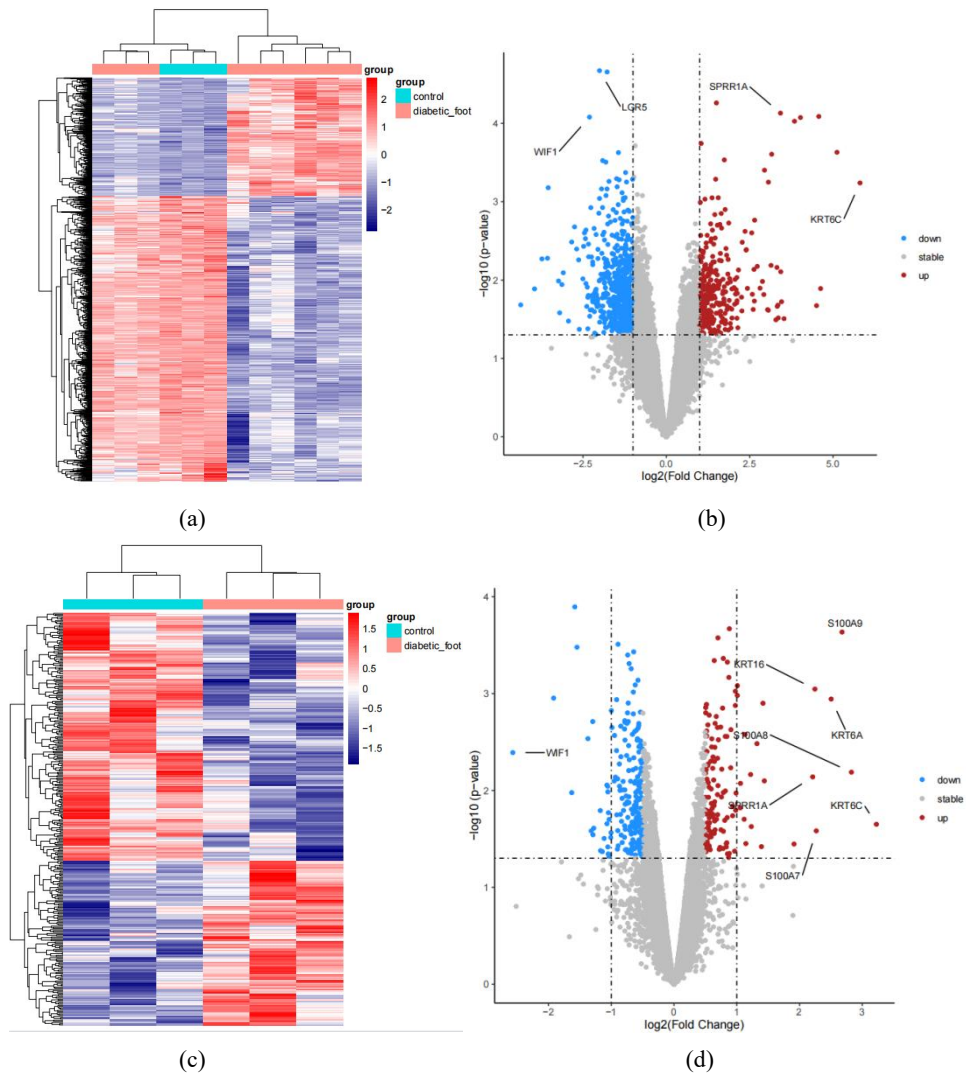 group
2
1
0
−1
−2
group
control
diabetic_foot
(a)
4
3
2
1
0
−log10 (p−value)
−2.5
0.0
2.5
5.0
log2(Fold Change)
LGR5
WIF1
SPRR1A
KRT6C
down
stable
up
(b)
group
1.5
1
0.5
0
−0.5
−1
−1.5
group
control
diabetic_foot
(c)
4
3
2
1
0
−log10 (p−value)
−2
−1
0
1
2
3
log2(Fold Change)
S100A9
KRT16
KRT6A
S100A8
WIF1
SPRR1A
KRT6C
S100A7
down
stable
up
(d)